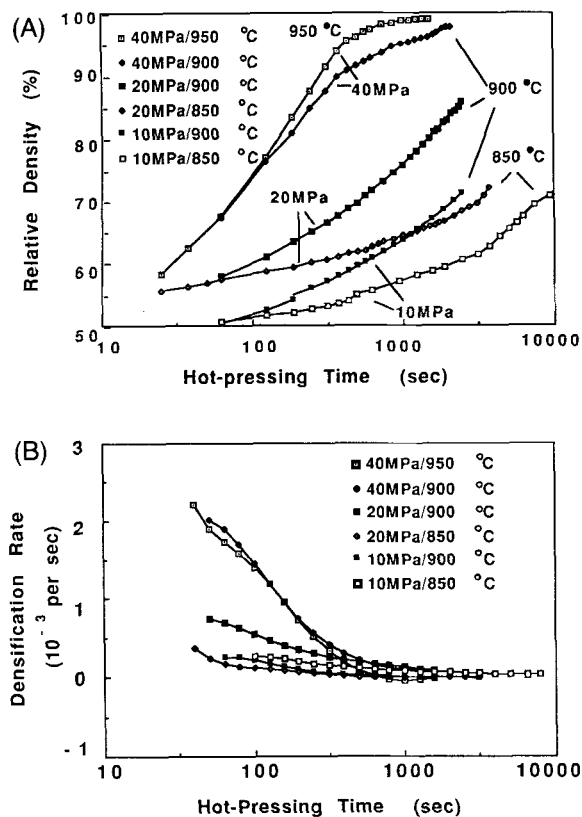 (A)
100
90
80
70
60
50
Relative Density (%)
40MPa/950 °C
40MPa/900 °C
20MPa/900 °C
20MPa/850 °C
10MPa/900 °C
10MPa/850 °C
950 °C
40MPa
900 °C
850 °C
20MPa
10MPa
10
100
1000
10000
Hot-pressing Time (sec)
(B)
3
2
1
0
-1
Densification Rate
(10-3 per sec)
40MPa/950 °C
40MPa/900 °C
20MPa/900 °C
20MPa/850 °C
10MPa/900 °C
10MPa/850 °C
10
100
1000
10000
Hot-Pressing Time (sec)